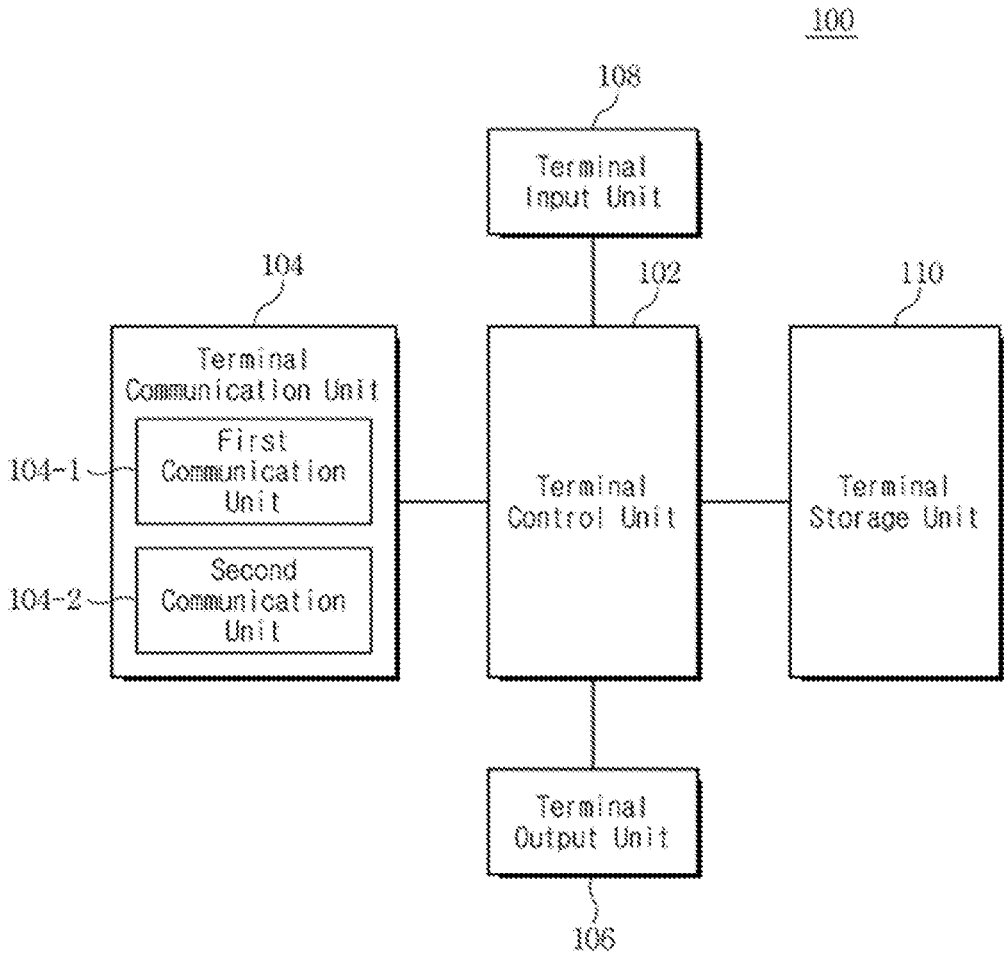 100
108
Terminal
Input Unit
104
102
110
Terminal
Communication Unit
First
Communication
Unit
104-1
Second
Communication
Unit
104-2
Terminal
Control Unit
Terminal
Storage Unit
Terminal
Output Unit
106